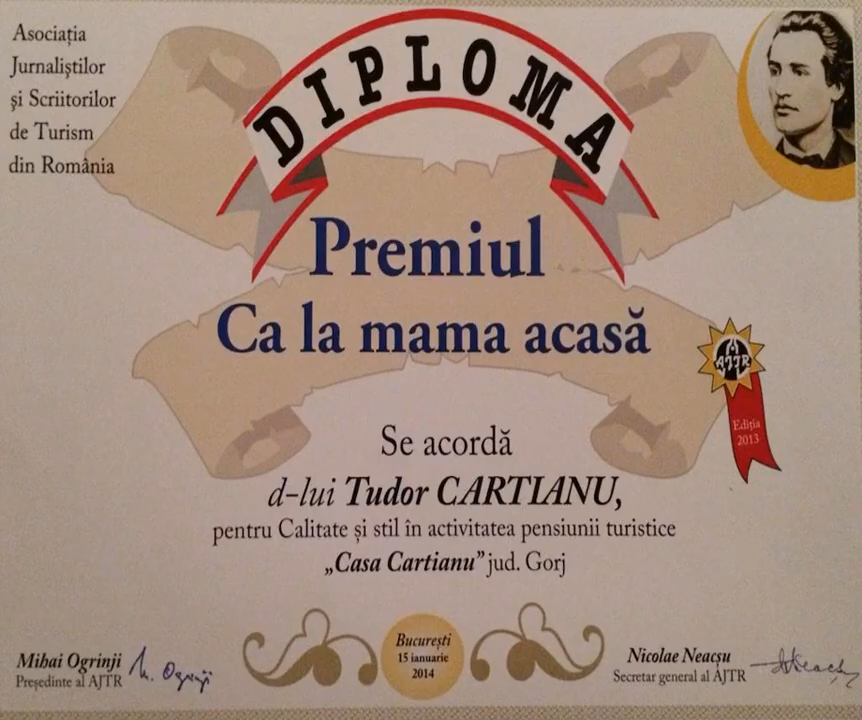 Asociația
Jurnaliștilor
și Scriitorilor
de Turism
din România
DIPLOMA
Premiul
Ca la mama acasă
AJTR
Ediția
2013
Se acordă
d-lui Tudor CARTIANU,
pentru Calitate și stil în activitatea pensiunii turistice
„Casa Cartianu” jud. Gorj
Mihai Ogrinji
Președinte al AJTR
M. Ogrinji
București
15 ianuarie
2014
Nicolae Neacșu
Secretar general al AJTR